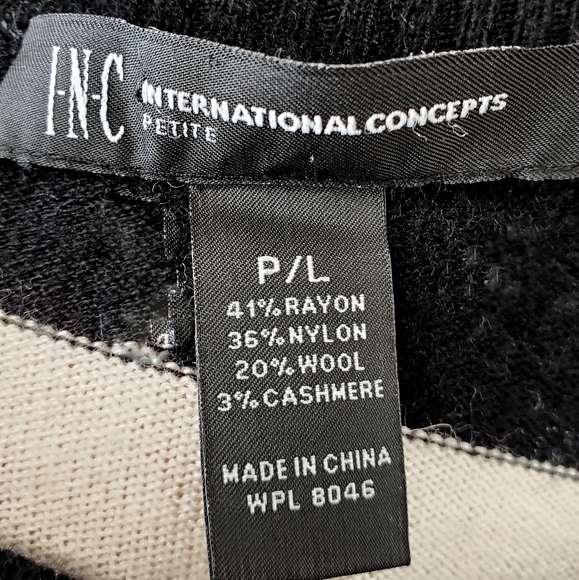 I-N-C INTERNATIONAL CONCEPTS
PETITE
P/L
41% RAYON
36% NYLON
20% WOOL
3% CASHMERE
MADE IN CHINA
WPL 8046